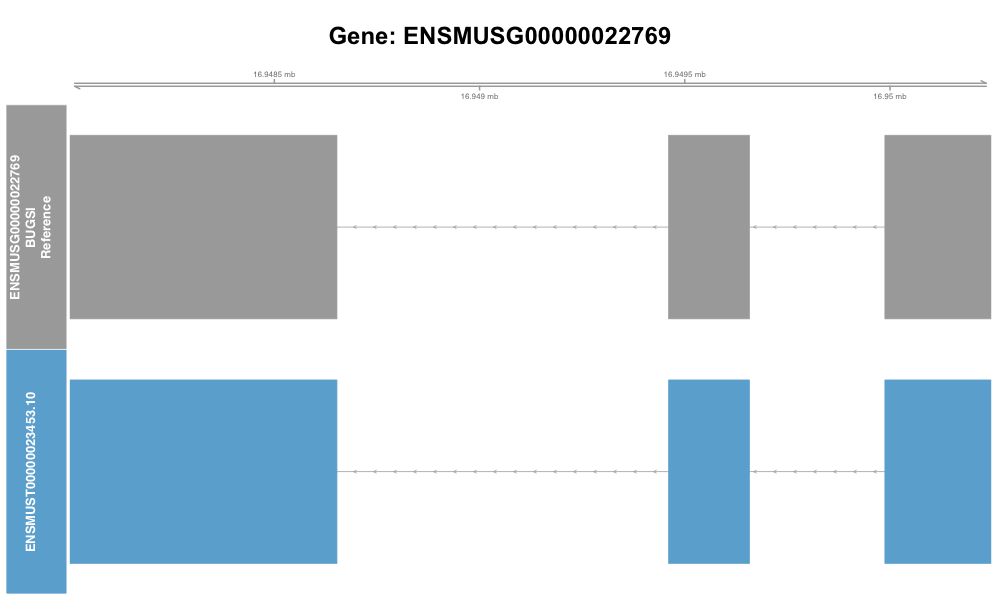 Gene: ENSMUSG00000022769
16.9485 mb
16.9495 mb
16.949 mb
16.95 mb
ENSMUSG00000022769
BUGSI
Reference
ENSMUST00000023453.10